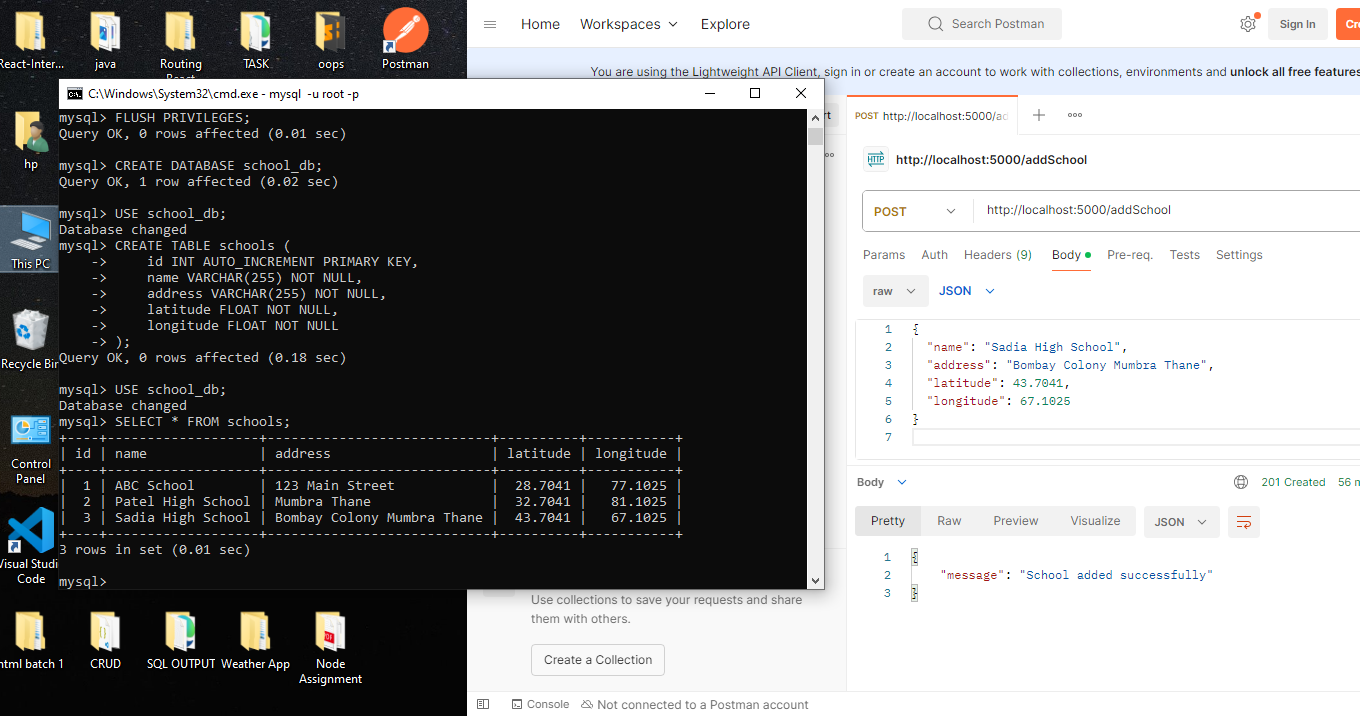 React-Inter...
java
Routing
React
TASK
oops
Postman
hp
This PC
Recycle Bin
Control
Panel
Visual Studi
Code
html batch 1
CRUD
SQL OUTPUT
Weather App
Node
Assignment
C:\Windows\System32\cmd.exe - mysql -u root -p
mysql> FLUSH PRIVILEGES;
Query OK, 0 rows affected (0.01 sec)
mysql> CREATE DATABASE school_db;
Query OK, 1 row affected (0.02 sec)
mysql> USE school_db;
Database changed
mysql> CREATE TABLE schools (
    ->     id INT AUTO_INCREMENT PRIMARY KEY,
    ->     name VARCHAR(255) NOT NULL,
    ->     address VARCHAR(255) NOT NULL,
    ->     latitude FLOAT NOT NULL,
    ->     longitude FLOAT NOT NULL
    -> );
Query OK, 0 rows affected (0.18 sec)
mysql> USE school_db;
Database changed
mysql> SELECT * FROM schools;
+----+------------------+--------------------------+----------+-----------+
| id | name | address | latitude | longitude |
+----+------------------+--------------------------+----------+-----------+
| 1 | ABC School | 123 Main Street | 28.7041 | 77.1025 |
| 2 | Patel High School | Mumbra Thane | 32.7041 | 81.1025 |
| 3 | Sadia High School | Bombay Colony Mumbra Thane | 43.7041 | 67.1025 |
+----+------------------+--------------------------+----------+-----------+
3 rows in set (0.01 sec)
mysql>
Home Workspaces Explore Search Postman Sign In
You are using the Lightweight API Client, sign in or create an account to work with collections, environments and unlock all free features
POST http://localhost:5000/ad
HTTP http://localhost:5000/addSchool
POST http://localhost:5000/addSchool
Params Auth Headers (9) Body Pre-req. Tests Settings
raw JSON
1 {
2 "name": "Sadia High School",
3 "address": "Bombay Colony Mumbra Thane",
4 "latitude": 43.7041,
5 "longitude": 67.1025
6 }
7
Body 201 Created 56 m
Pretty Raw Preview Visualize JSON
1 {
2 "message": "School added successfully"
3 }
Use collections to save your requests and share
them with others.
Create a Collection
Console Not connected to a Postman account